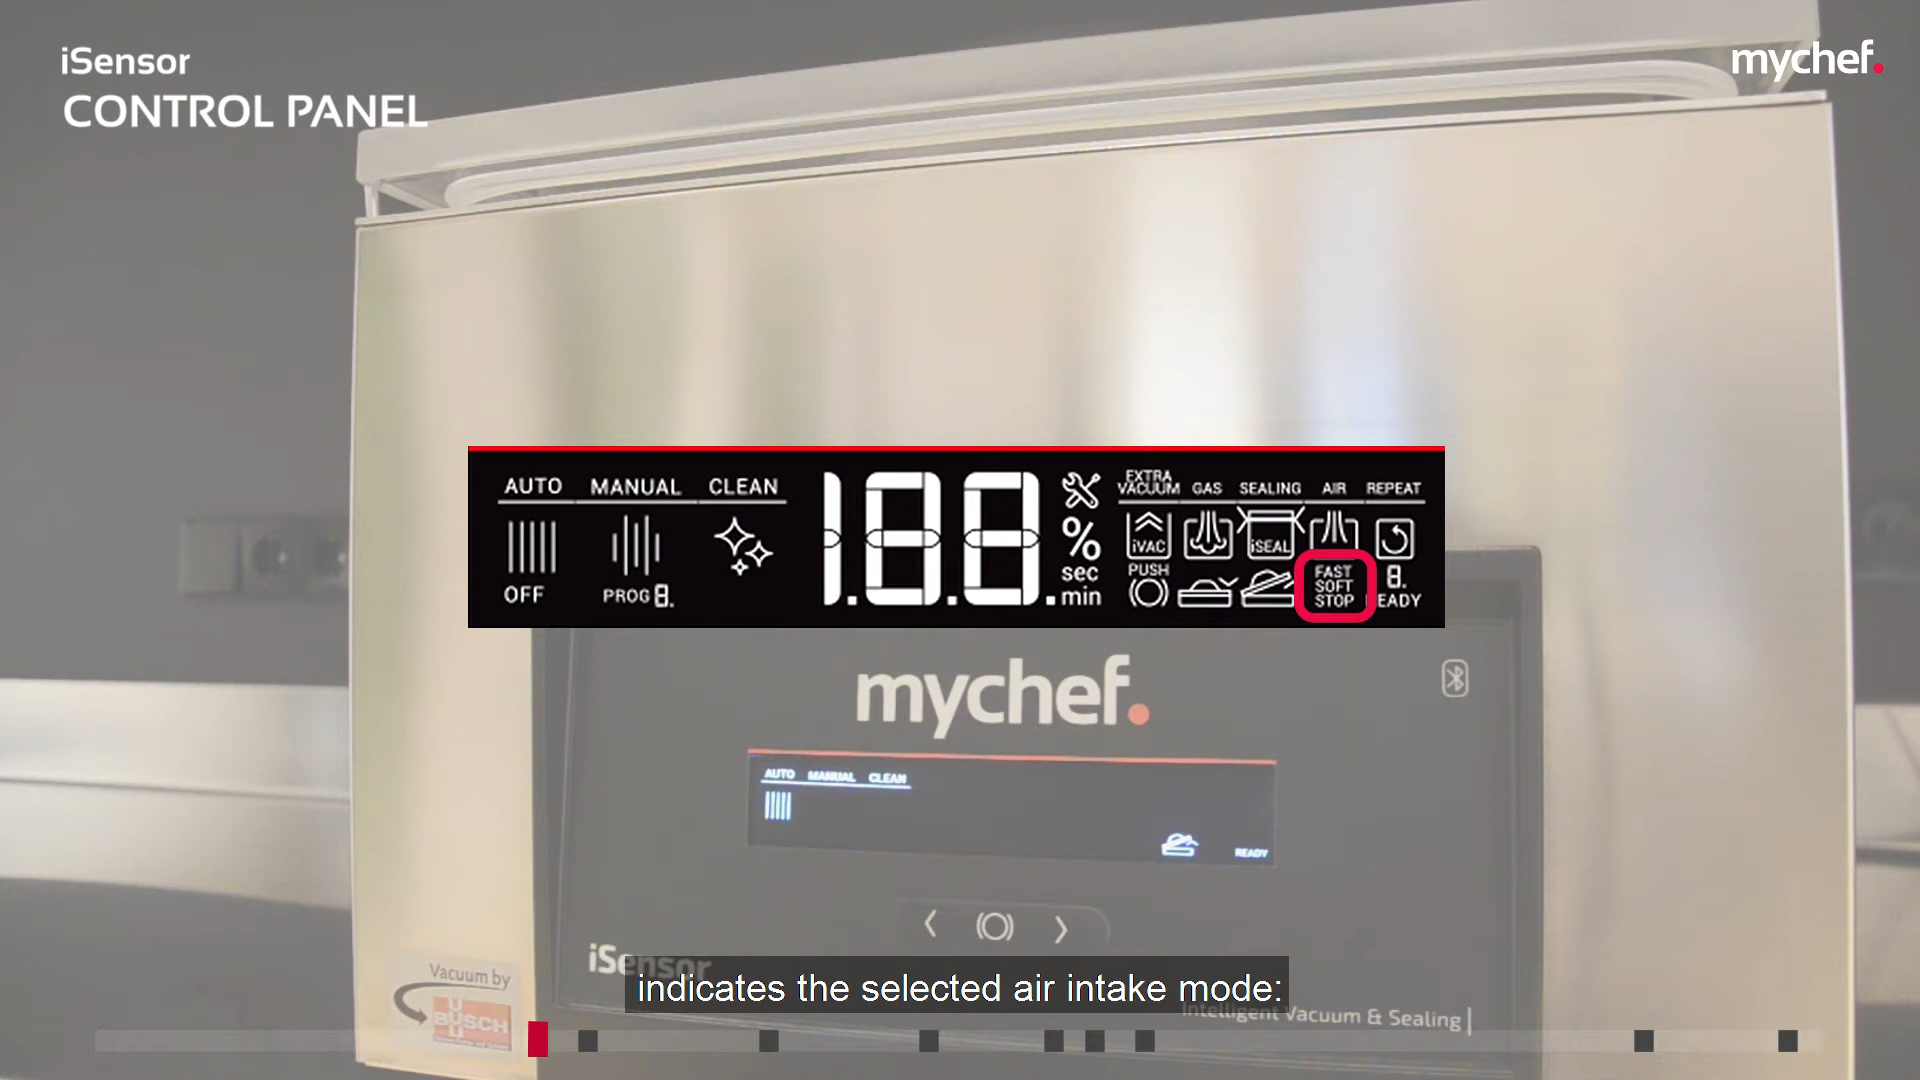 iSensor
CONTROL PANEL
mychef.
AUTO MANUAL CLEAN
OFF
PROG 8.
188.
%
sec
min
EXTRA VACUUM GAS SEALING AIR REPEAT
iVAC
iSEAL
PUSH
FAST
SOFT
STOP
8.
EADY
mychef.
AUTO MANUAL CLEAN
READY
iSensor
Vacuum by
BUSCH
indicates the selected air intake mode:
Intelligent Vacuum & Sealing